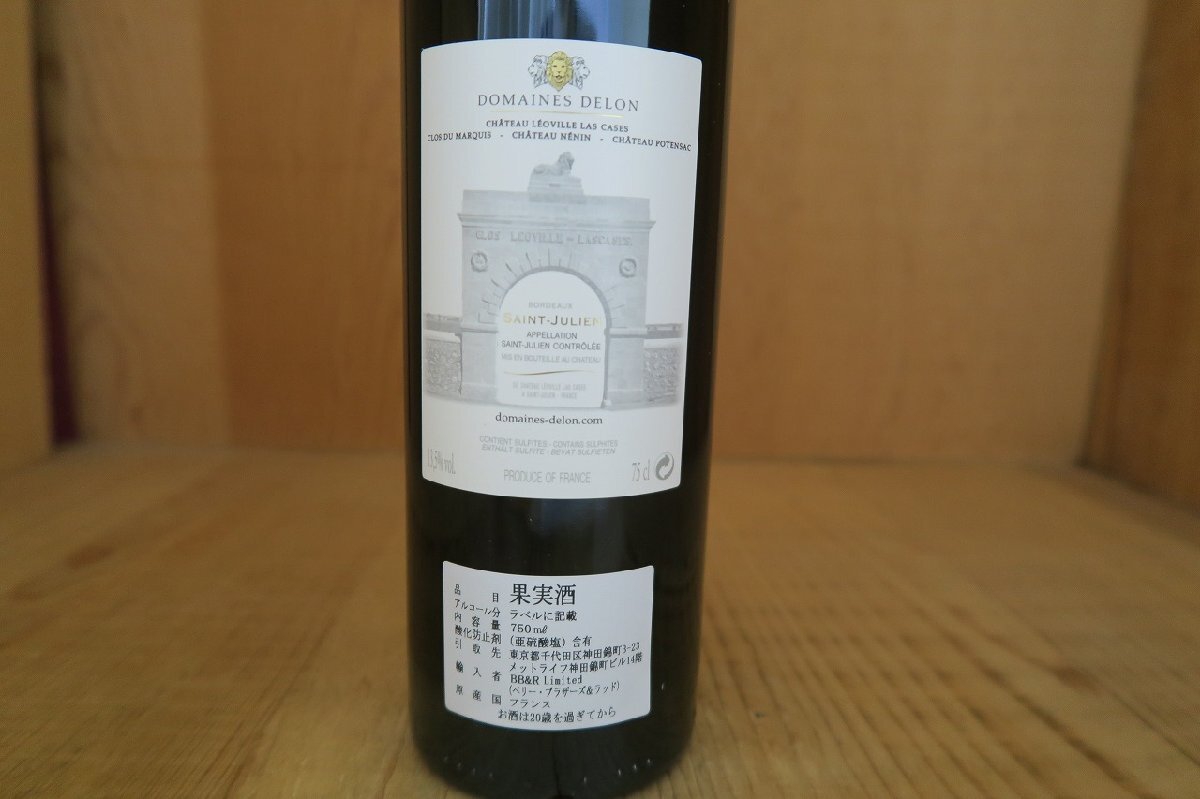 DOMAINES DELON
CHÂTEAU LÉOVILLE LAS CASES
CLOS DU MARQUIS - CHÂTEAU NÉNIN - CHÂTEAU POTENSAC
CLOS LÉOVILLE-LASCASES
BORDEAUX
SAINT-JULIEN
APPELLATION
SAINT-JULIEN CONTRÔLÉE
MIS EN BOUTEILLE AU CHATEAU
À SAINT-JULIEN - FRANCE
domaines-delon.com
CONTIENT SULFITES - CONTAINS SULPHITES
ENTHALT SULFITE - BEVAT SULFIETEN
13,5% vol. PRODUCE OF FRANCE 75 cl
品目 果実酒
アルコール分 ラベルに記載
内容量 750mℓ
酸化防止剤 (亜硫酸塩) 含有
引取先 東京都千代田区神田錦町3-23
メットライフ神田錦町ビル14階
輸入者 BB&R Limited
(ベリー・ブラザーズ&ラッド)
原産国 フランス
お酒は20歳を過ぎてから